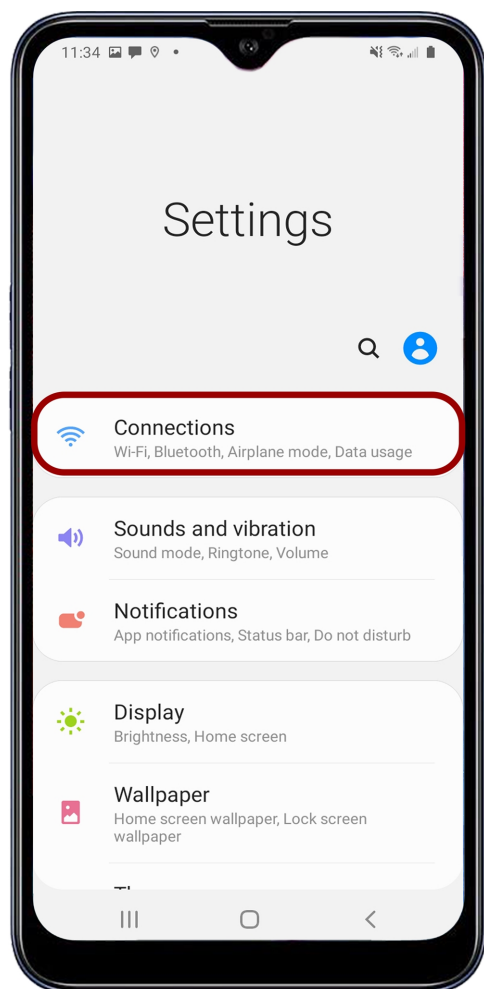 11:34
Settings
Connections
Wi-Fi, Bluetooth, Airplane mode, Data usage
Sounds and vibration
Sound mode, Ringtone, Volume
Notifications
App notifications, Status bar, Do not disturb
Display
Brightness, Home screen
Wallpaper
Home screen wallpaper, Lock screen
wallpaper